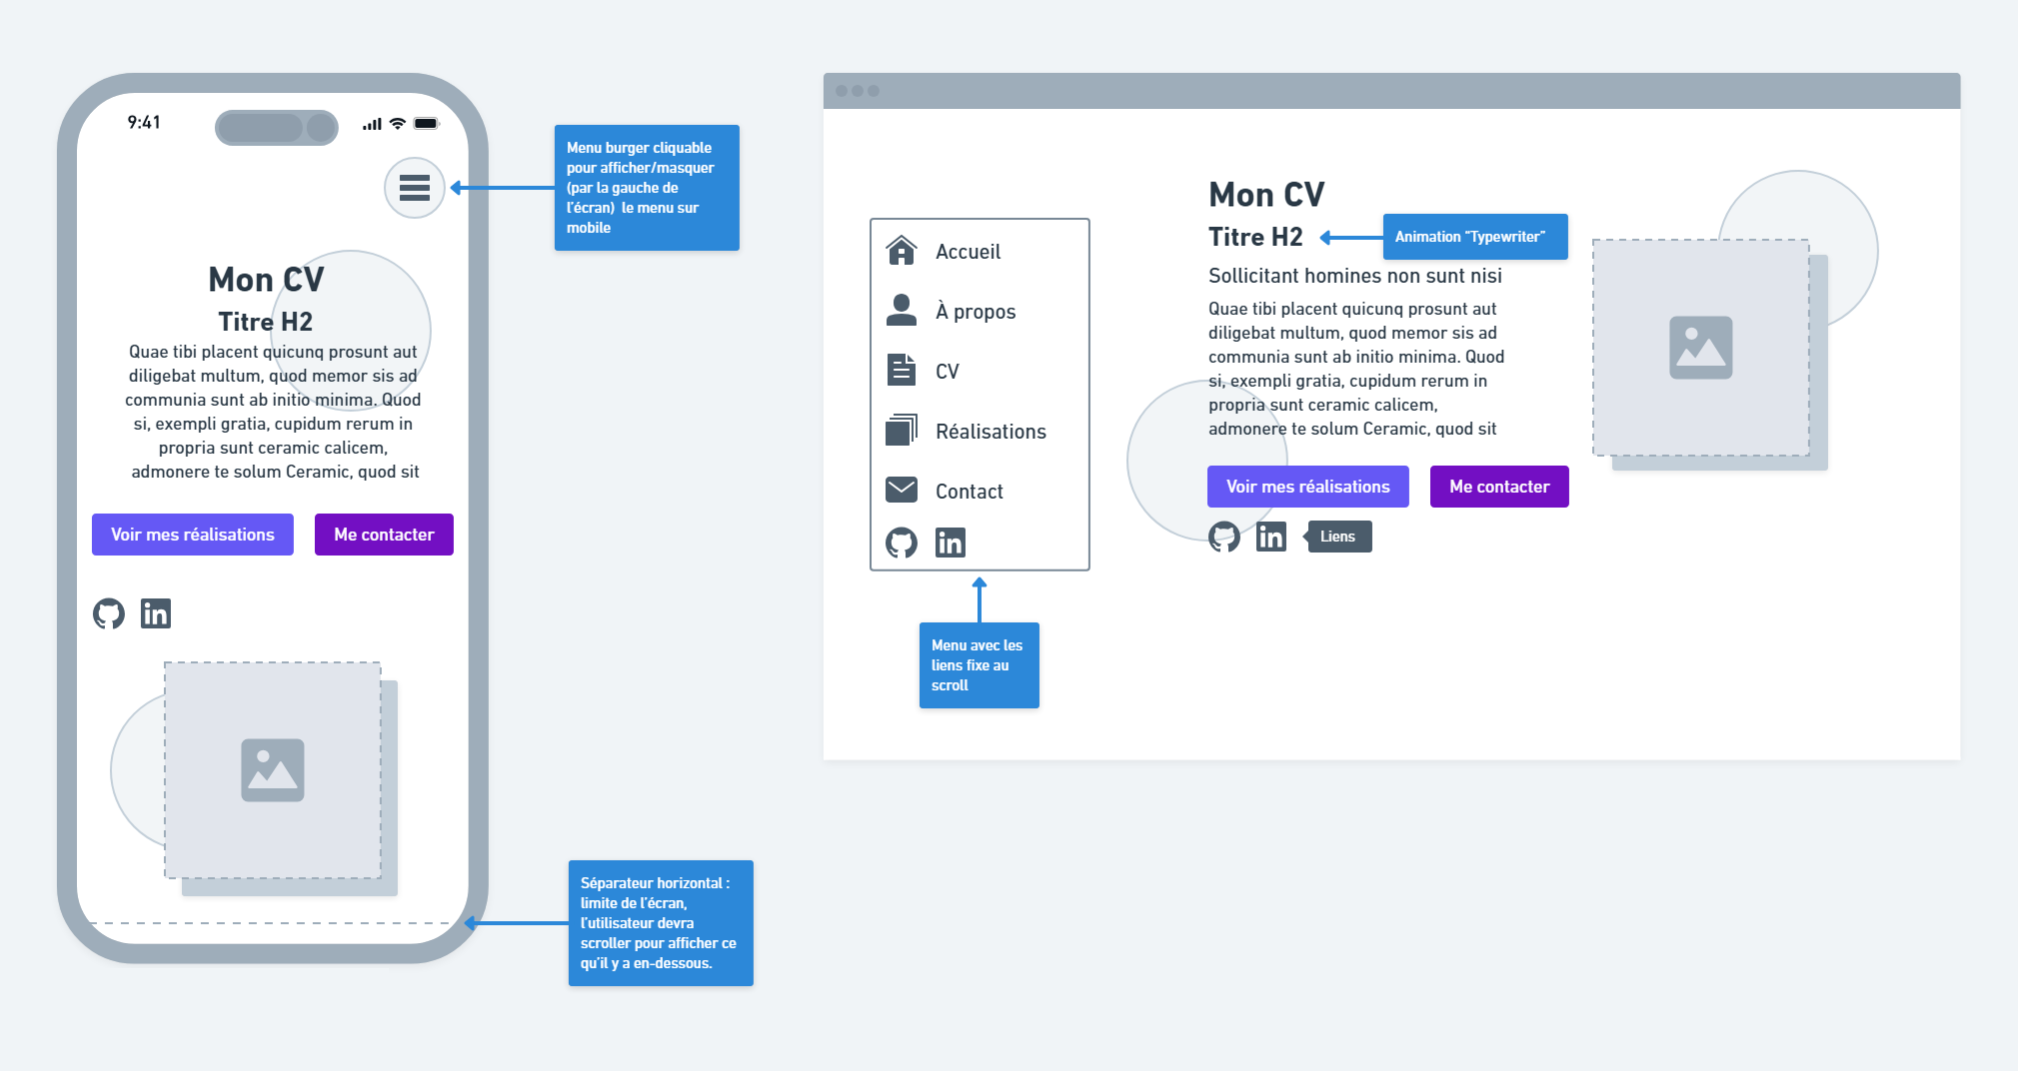 9:41
Menu burger cliquable
pour afficher/masquer
(par la gauche de
l'écran) le menu sur
mobile
Mon CV
Titre H2
Quae tibi placent quicunq prosunt aut
diligebat multum, quod memor sis ad
communia sunt ab initio minima. Quod
si, exempli gratia, cupidum rerum in
propria sunt ceramic calicem,
admonere te solum Ceramic, quod sit
Voir mes réalisations
Me contacter
in
Séparateur horizontal :
limite de l'écran,
l'utilisateur devra
scroller pour afficher ce
qu'il y a en-dessous.
Accueil
À propos
CV
Réalisations
Contact
in
Menu avec les
liens fixe au
scroll
Mon CV
Titre H2
Animation "Typewriter"
Sollicitant homines non sunt nisi
Quae tibi placent quicunq prosunt aut
diligebat multum, quod memor sis ad
communia sunt ab initio minima. Quod
si, exempli gratia, cupidum rerum in
propria sunt ceramic calicem,
admonere te solum Ceramic, quod sit
Voir mes réalisations
Me contacter
in
Liens